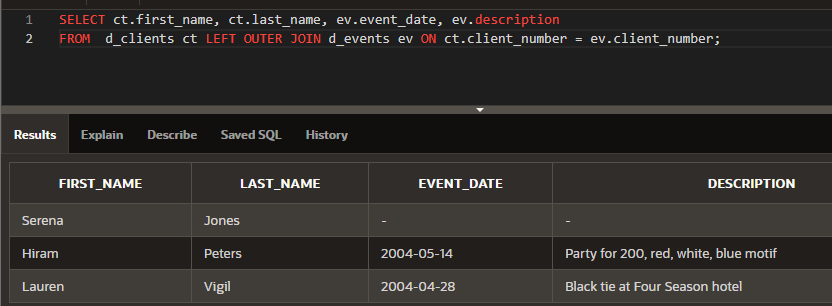 1 SELECT ct.first_name, ct.last_name, ev.event_date, ev.description
2 FROM  d_clients ct LEFT OUTER JOIN d_events ev ON ct.client_number = ev.client_number;
Results Explain Describe Saved SQL History
FIRST_NAME LAST_NAME EVENT_DATE DESCRIPTION
Serena Jones - -
Hiram Peters 2004-05-14 Party for 200, red, white, blue motif
Lauren Vigil 2004-04-28 Black tie at Four Season hotel